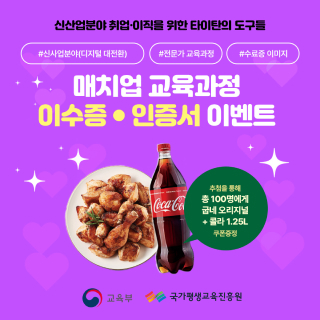 신산업분야 취업·이직을 위한 타이탄의 도구들
#신사업분야(디지털 대전환)
#전문가 교육과정
#수료증 이미지
매치업 교육과정
이수증 • 인증서 이벤트
Coca-Cola
추첨을 통해
총 100명에게
굽네 오리지널
+ 콜라 1.25L
쿠폰증정
교육부
국가평생교육진흥원